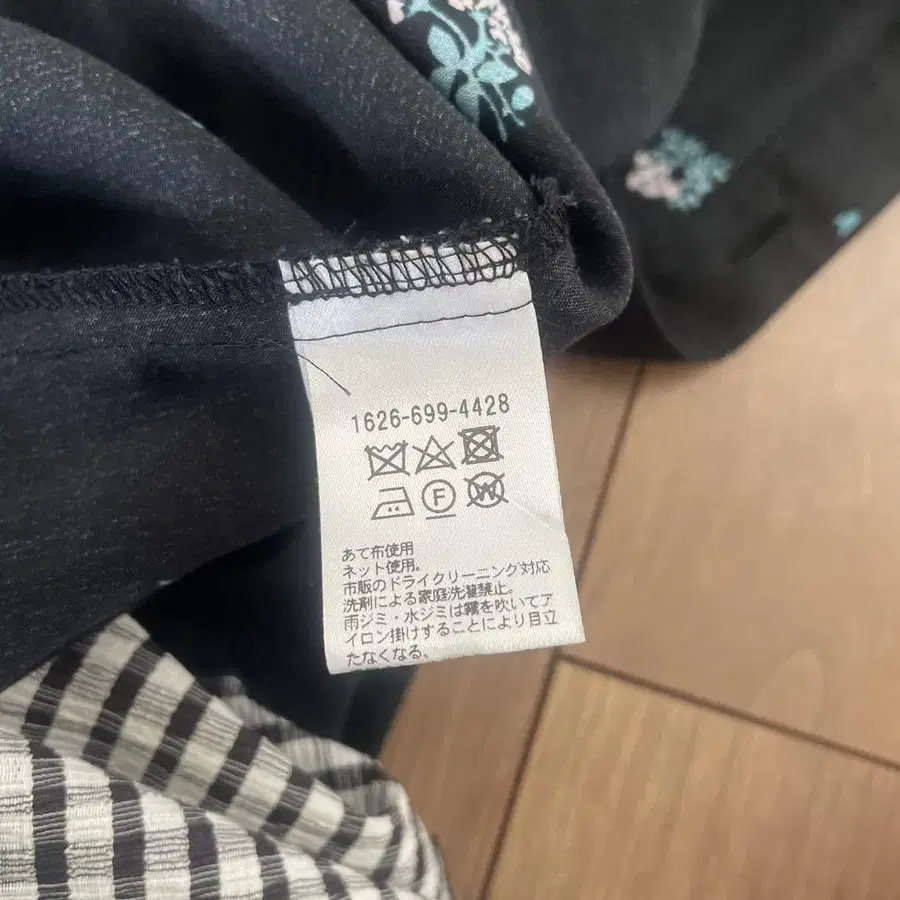 1626-699-4428
F W
あて布使用
ネット使用。
市販のドライクリーニング対応
洗剤による家庭洗濯禁止。
雨ジミ・水ジミは霧を吹いてア
イロン掛けすることにより目立
たなくなる。